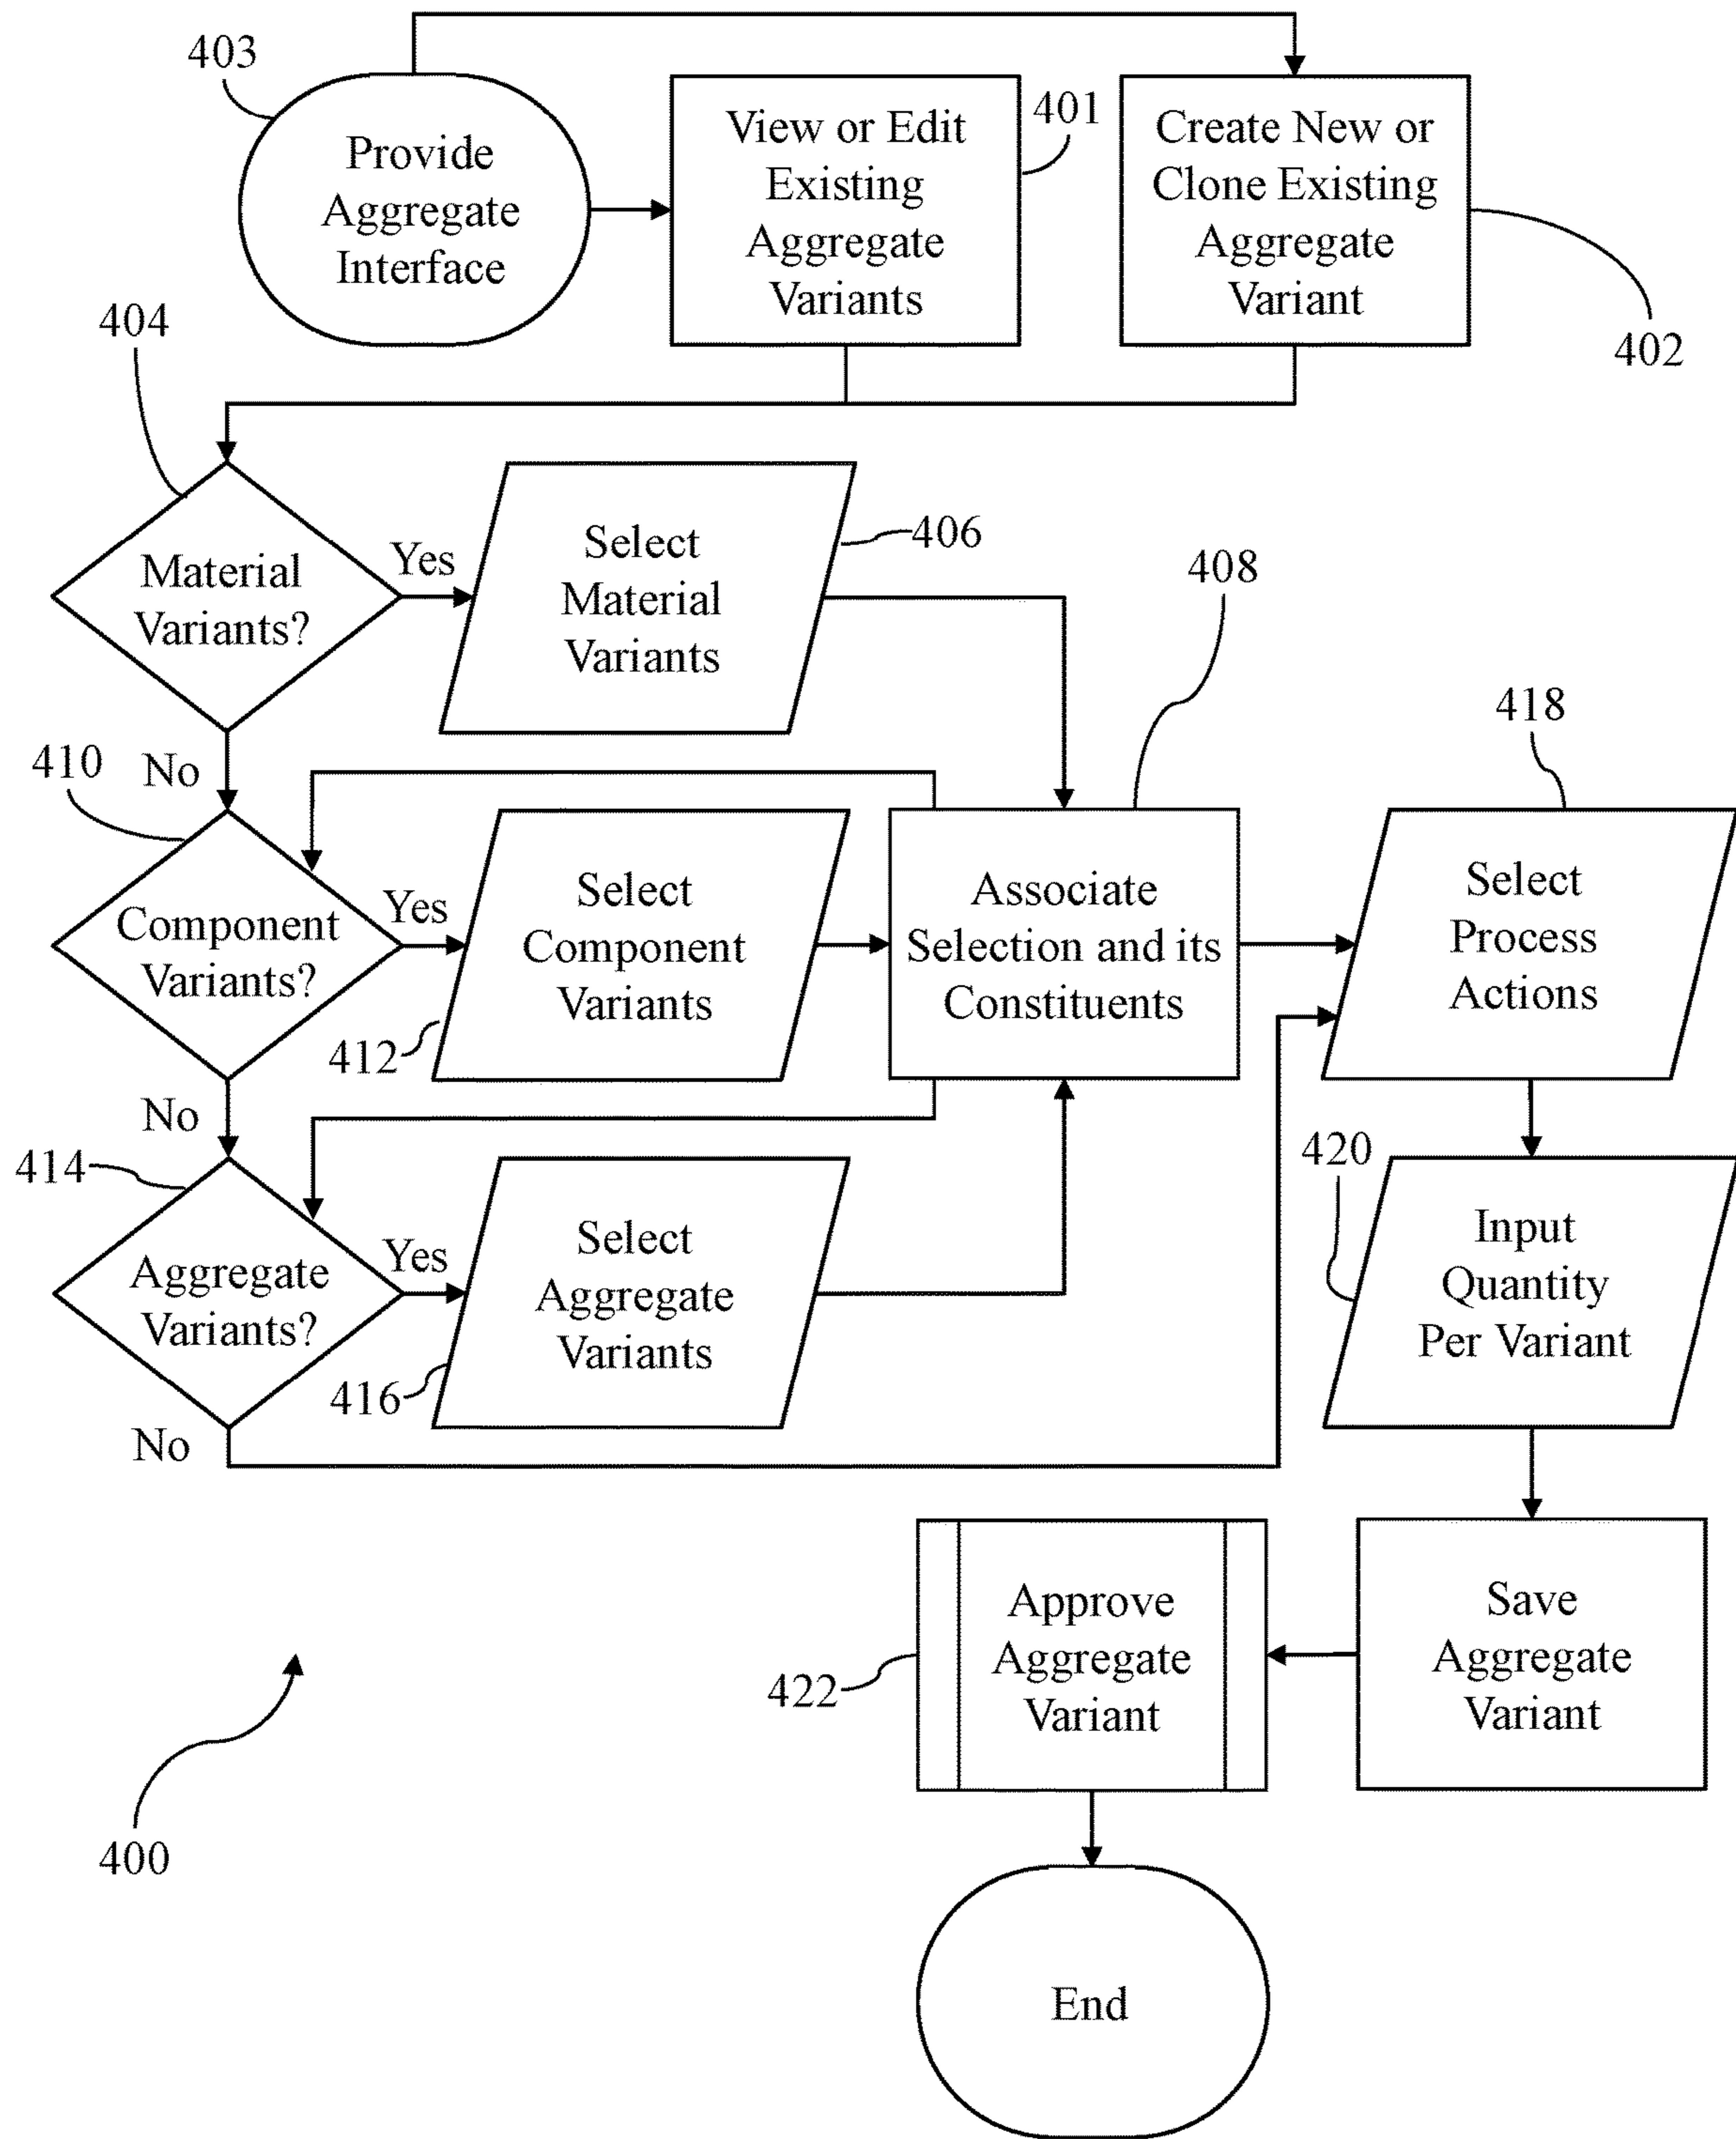 403
Provide
Aggregate
Interface
View or Edit
Existing
Aggregate
Variants
401
Create New or
Clone Existing
Aggregate
Variant
402
404
Material
Variants?
Yes
Select
Material
Variants
406
408
418
No
410
Component
Variants?
Yes
Select
Component
Variants
412
Associate
Selection and its
Constituents
Select
Process
Actions
No
414
Aggregate
Variants?
Yes
Select
Aggregate
Variants
416
420
Input
Quantity
Per Variant
No
Approve
Aggregate
Variant
422
Save
Aggregate
Variant
400
End